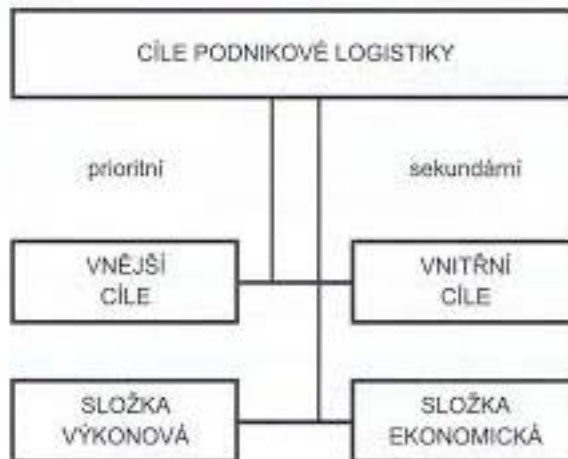 CÍLE PODNIKOVÉ LOGISTIKY
prioritní
sekundární
VNĚJŠÍ
CÍLE
VNITŘNÍ
CÍLE
SLOŽKA
VÝKONOVÁ
SLOŽKA
EKONOMICKÁ